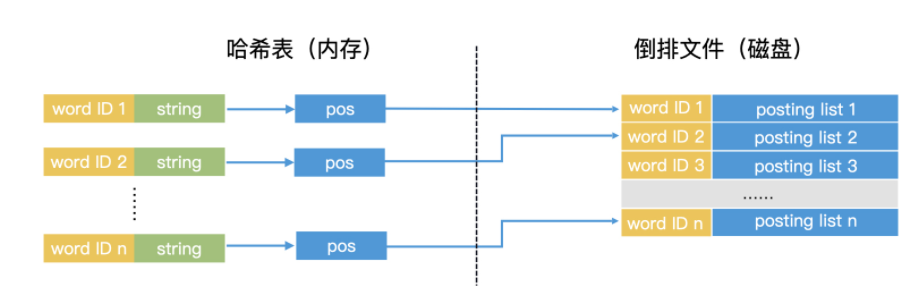 哈希表（内存）
倒排文件（磁盘）
word ID 1 string pos
word ID 2 string pos
......
word ID n string pos
word ID 1 posting list 1
word ID 2 posting list 2
word ID 3 posting list 3
......
word ID n posting list n